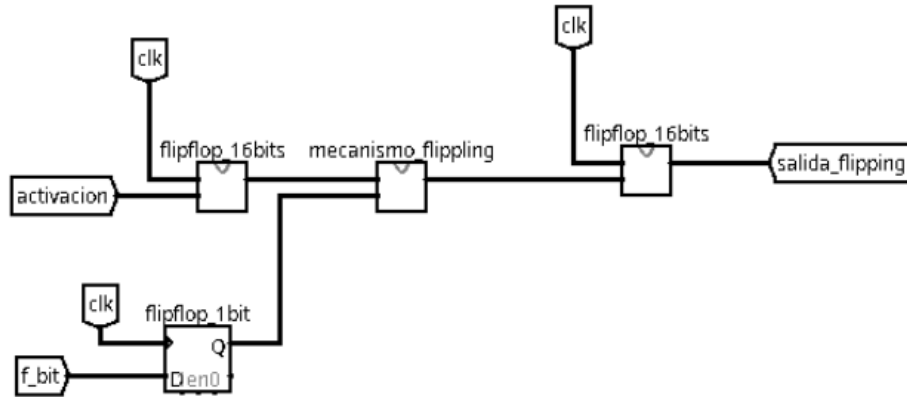 clk
clk
flipflop_16bits
mecanismo_flippling
flipflop_16bits
activacion
salida_flipping
clk
flipflop_1bit
Q
f_bit
D en0